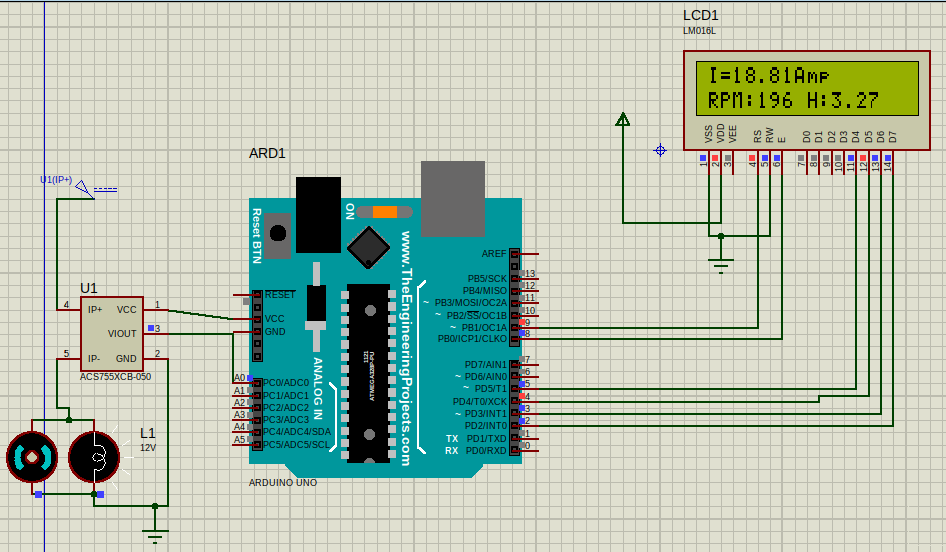 LCD1
LM016L
I=18.81Amp
RPM:196 H:3.27
VSS VDD VEE RS RW E D0 D1 D2 D3 D4 D5 D6 D7
1 2 3 4 5 6 7 8 9 10 11 12 13 14
ARD1
U1(IP+)
Reset BTN
ON
www.TheEngineeringProjects.com
ANALOG IN
RESET
VCC
GND
A0 PC0/ADC0
A1 PC1/ADC1
A2 PC2/ADC2
A3 PC3/ADC3
A4 PC4/ADC4/SDA
A5 PC5/ADC5/SCL
AREF
PB5/SCK 13
PB4/MISO 12
~ PB3/MOSI/OC2A 11
~ PB2/SS/OC1B 10
~ PB1/OC1A 9
PB0/ICP1/CLKO 8
PD7/AIN1 7
~ PD6/AIN0 6
~ PD5/T1 5
PD4/T0/XCK 4
~ PD3/INT1 3
PD2/INT0 2
TX PD1/TXD 1
RX PD0/RXD 0
ARDUINO UNO
U1
4 IP+ VCC 1
VIOUT 3
5 IP- GND 2
ACS755XCB-050
L1
12V